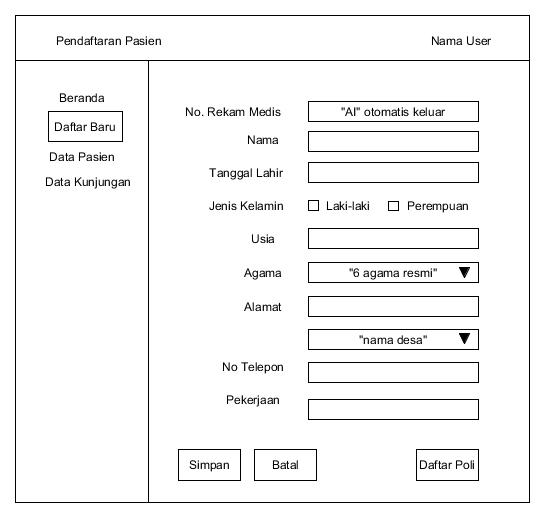 Pendaftaran Pasien
Nama User
Beranda
Daftar Baru
Data Pasien
Data Kunjungan
No. Rekam Medis
"AI" otomatis keluar
Nama
Tanggal Lahir
Jenis Kelamin
Laki-laki
Perempuan
Usia
Agama
"6 agama resmi"
Alamat
"nama desa"
No Telepon
Pekerjaan
Simpan
Batal
Daftar Poli